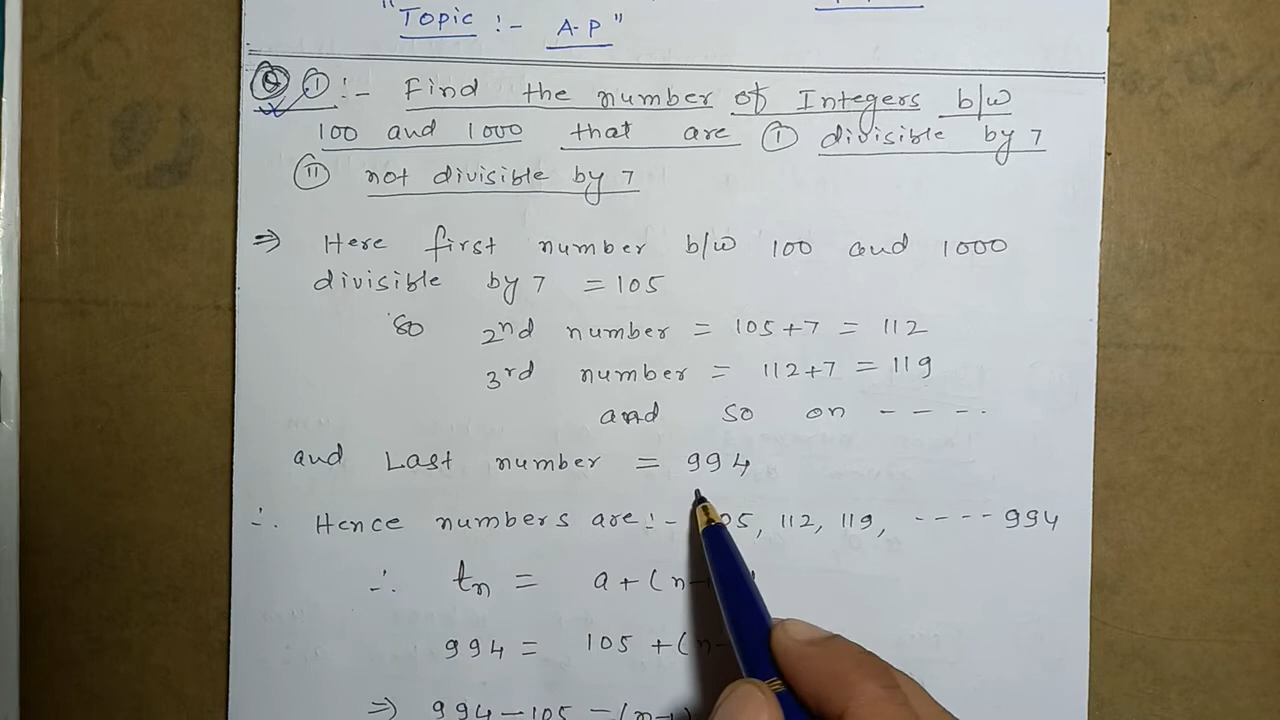 "Topic :- A-P"
Q ① :- Find the number of Integers b/w
100 and 1000 that are ① divisible by 7
⑪ not divisible by 7
⇒ Here first number b/w 100 and 1000
divisible by 7 = 105
So 2nd number = 105+7 = 112
3rd number = 112+7 = 119
and so on - - - -
and Last number = 994
∴ Hence numbers are :- 105, 112, 119, - - - - 994
∴ tn = a + (n-
994 = 105 + (n-
⇒ 994 - 105 = (n-1)